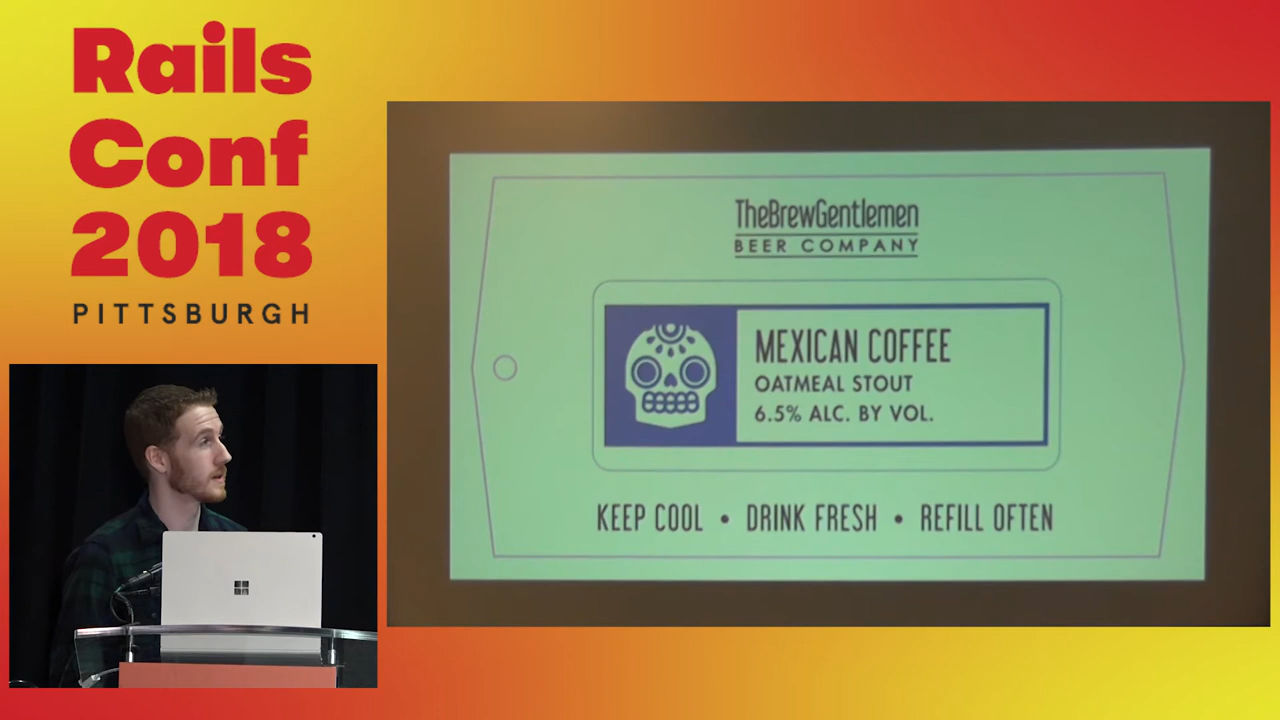 Rails
Conf
2018
PITTSBURGH
TheBrewGentlemen
BEER COMPANY
MEXICAN COFFEE
OATMEAL STOUT
6.5% ALC. BY VOL.
KEEP COOL • DRINK FRESH • REFILL OFTEN